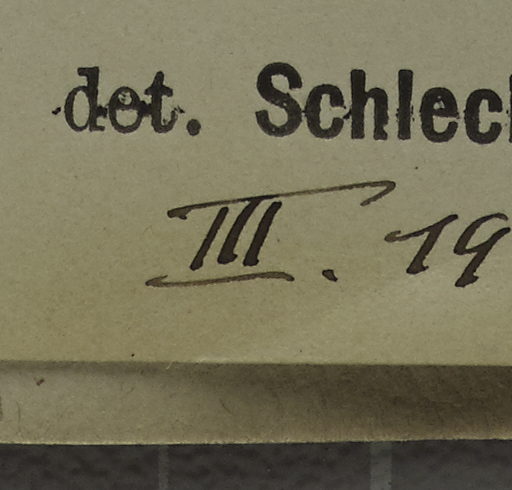 det. Schlec
III. 19